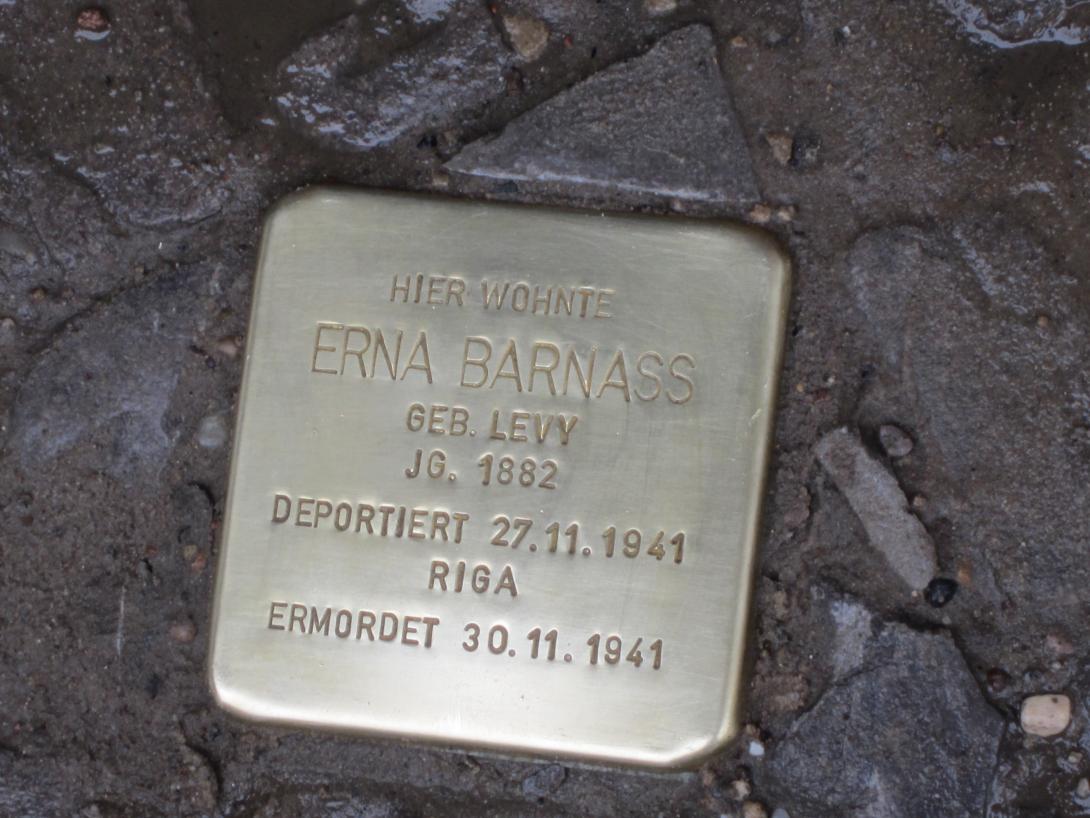 HIER WOHNTE
ERNA BARNASS
GEB. LEVY
JG. 1882
DEPORTIERT 27.11.1941
RIGA
ERMORDET 30.11.1941